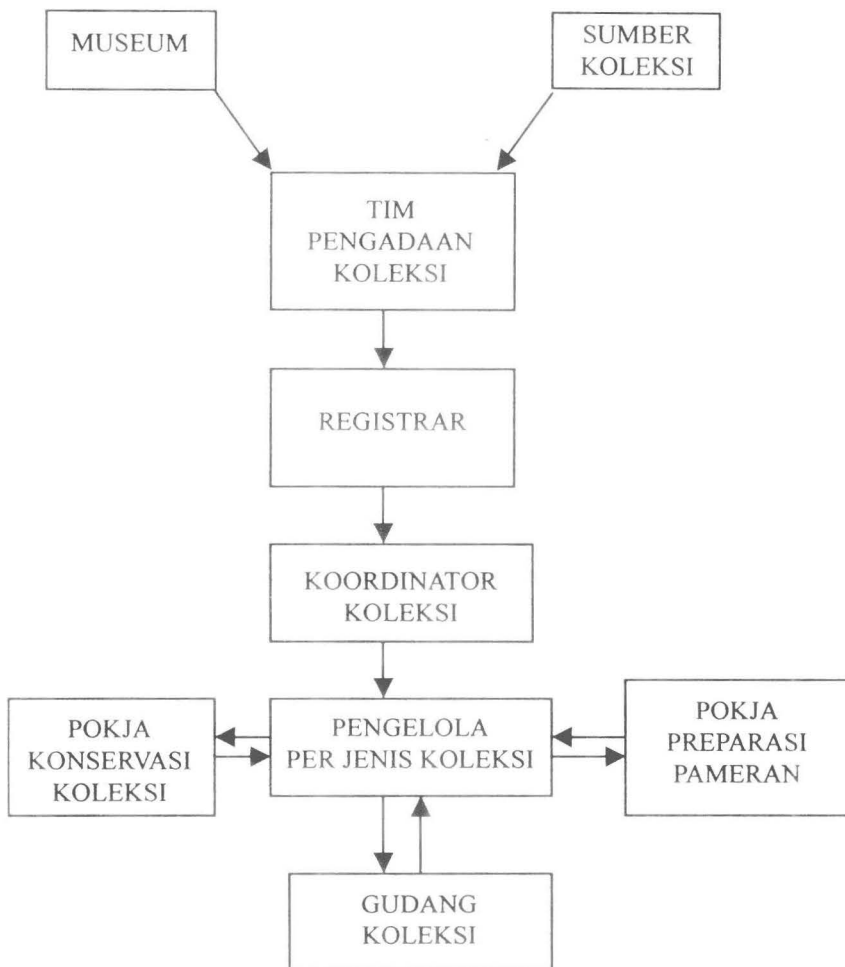 MUSEUM
SUMBER
KOLEKSI
TIM
PENGADAAN
KOLEKSI
REGISTRAR
KOORDINATOR
KOLEKSI
POKJA
KONSERVASI
KOLEKSI
PENGELOLA
PER JENIS KOLEKSI
POKJA
PREPARASI
PAMERAN
GUDANG
KOLEKSI